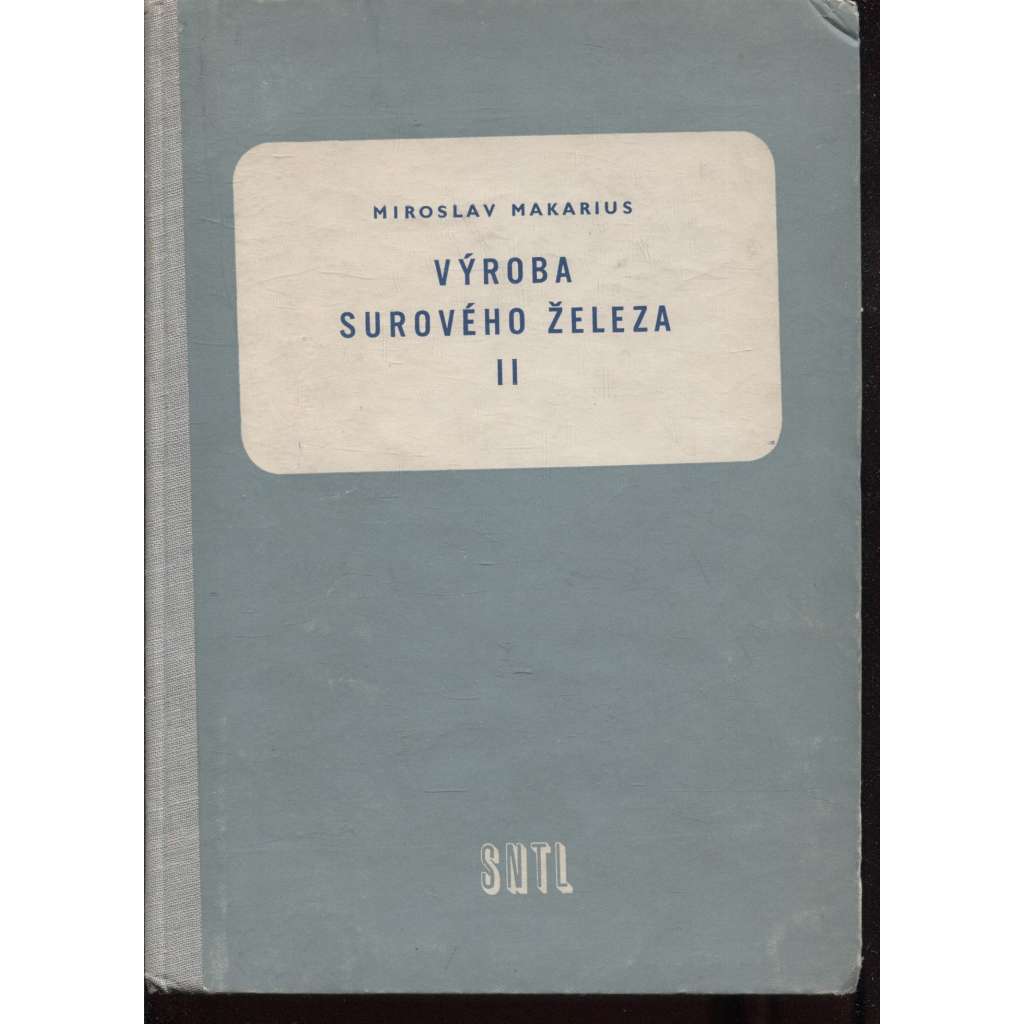 MIROSLAV MAKARIUS
VÝROBA
SUROVÉHO ŽELEZA
II
SNTL